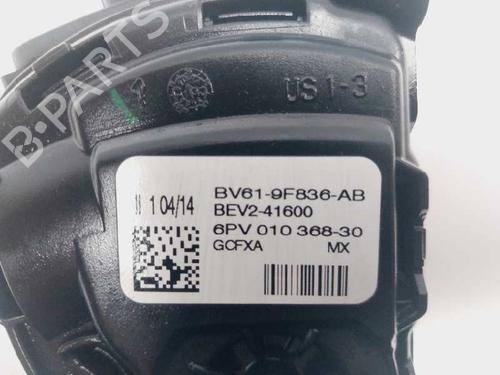 B-PARTS
US 1-3
BV61-9F836-AB
1 04/14
BEV2-41600
6PV 010 368-30
GCFXA MX